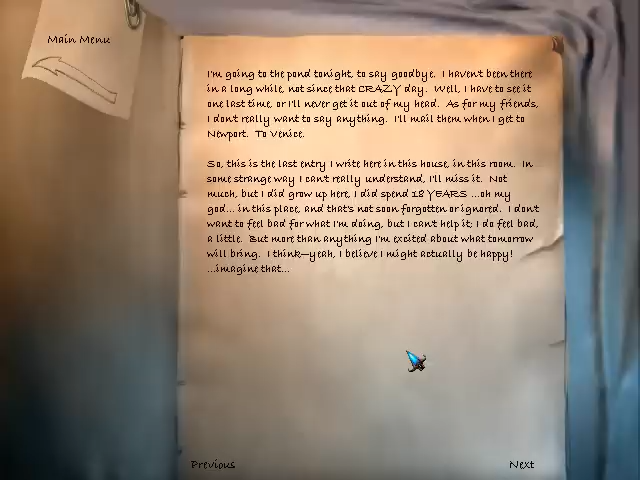 Main Menu
I'm going to the pond tonight, to say goodbye. I havent been there
in a long while, not since that CRAZY day. Well, I have to see it
one last time, or I'll never get it out of my head. As for my friends,
I don't really want to say anything. I'll mail them when I get to
Newport. To Venice.
So, this is the last entry I write here in this house, in this room. In
some strange way I can't really understand, I'll miss it. Not
much, but I did grow up here, I did spend 18 YEARS ...oh my
god... in this place, and that's not soon forgotten or ignored. I don't
want to feel bad for what I'm doing, but I can't help it; I do feel bad,
a little. But more than anything I'm excited about what tomorrow
will bring. I think—yeah, I believe I might actually be happy!
...imagine that...
Previous
Next